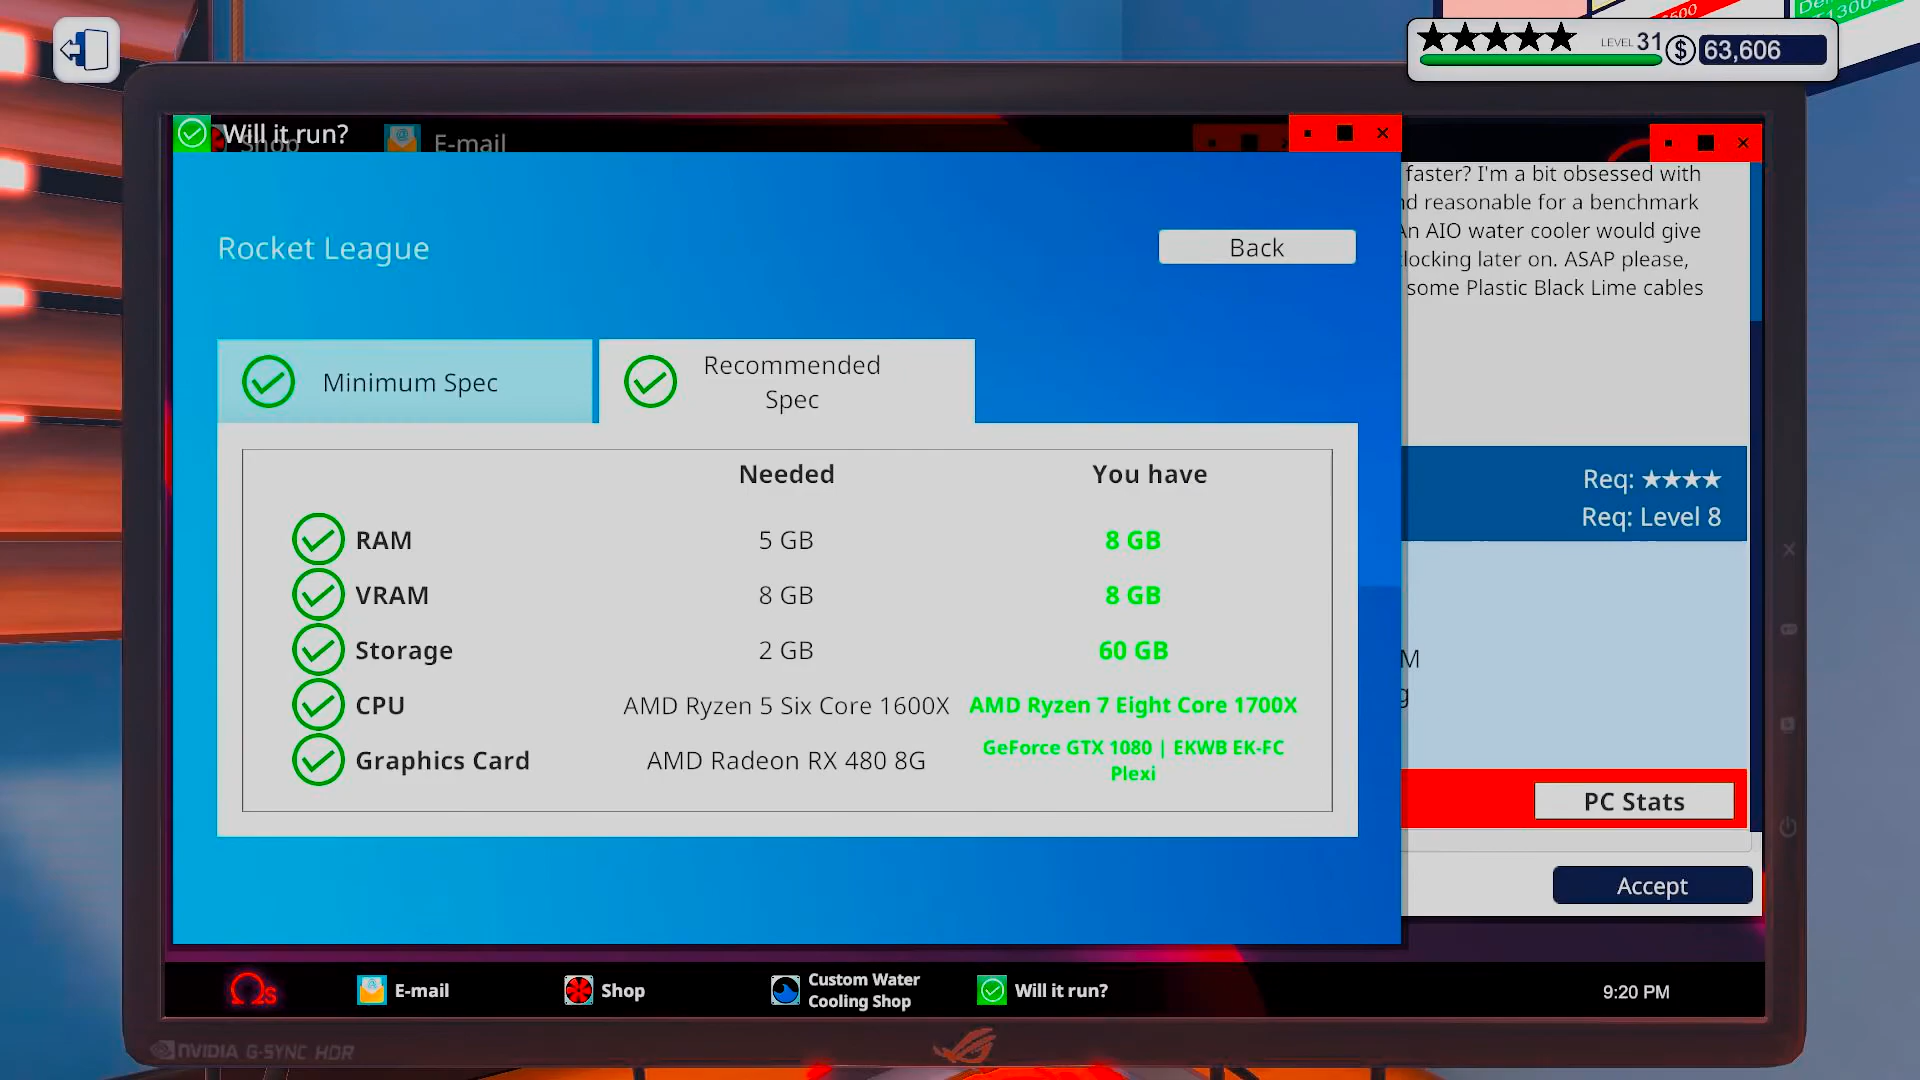 LEVEL 31
$ 63,606
Will it run?
Shop
E-mail
Rocket League
Back
Minimum Spec
Recommended
Spec
Needed
You have
RAM
5 GB
8 GB
VRAM
8 GB
8 GB
Storage
2 GB
60 GB
CPU
AMD Ryzen 5 Six Core 1600X
AMD Ryzen 7 Eight Core 1700X
Graphics Card
AMD Radeon RX 480 8G
GeForce GTX 1080 | EKWB EK-FC
Plexi
faster? I'm a bit obsessed with
reasonable for a benchmark
An AIO water cooler would give
later on. ASAP please,
some Plastic Black Lime cables
Req: ★★★★
Req: Level 8
PC Stats
Accept
E-mail
Shop
Custom Water
Cooling Shop
Will it run?
9:20 PM
NVIDIA G-SYNC HDR